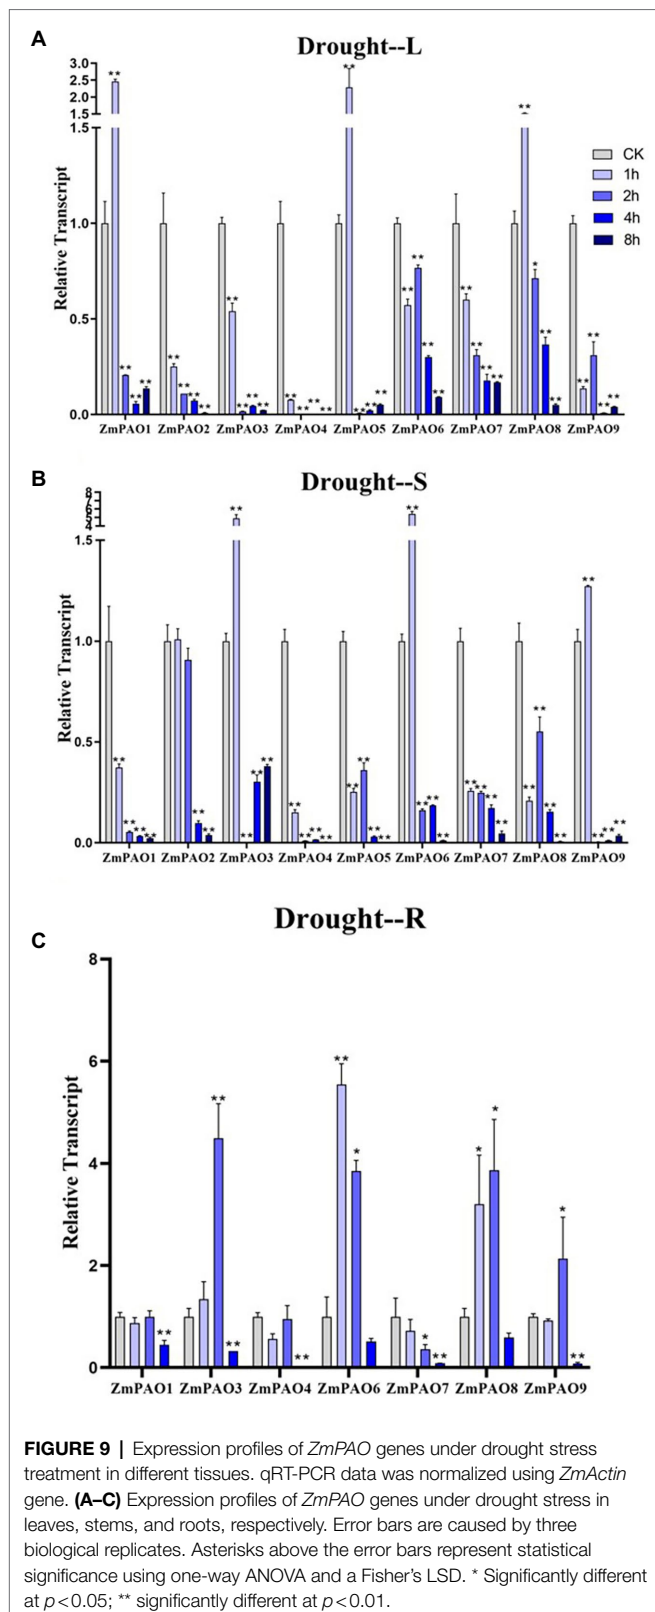 A
Drought--L
3.0
2.5
2.0
1.5
1.5
1.0
0.5
0.0
Relative Transcript
CK
1h
2h
4h
8h
ZmPAO1 ZmPAO2 ZmPAO3 ZmPAO4 ZmPAO5 ZmPAO6 ZmPAO7 ZmPAO8 ZmPAO9
B
Drought--S
8
7
6
5
4
1.5
1.0
0.5
0.0
Relative Transcript
ZmPAO1 ZmPAO2 ZmPAO3 ZmPAO4 ZmPAO5 ZmPAO6 ZmPAO7 ZmPAO8 ZmPAO9
C
Drought--R
8
6
4
2
0
Relative Transcript
ZmPAO1 ZmPAO3 ZmPAO4 ZmPAO6 ZmPAO7 ZmPAO8 ZmPAO9
FIGURE 9 | Expression profiles of ZmPAO genes under drought stress
treatment in different tissues. qRT-PCR data was normalized using ZmActin
gene. (A–C) Expression profiles of ZmPAO genes under drought stress in
leaves, stems, and roots, respectively. Error bars are caused by three
biological replicates. Asterisks above the error bars represent statistical
significance using one-way ANOVA and a Fisher's LSD. * Significantly different
at p<0.05; ** significantly different at p<0.01.